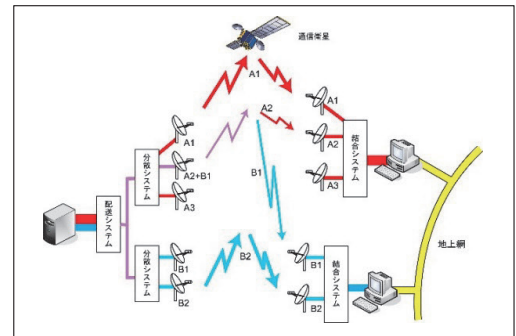 通信衛星
A1
A2
A1
A1
A2
A3
結合システム
分散システム
A1
A2+B1
A3
B1
配送システム
地上網
分散システム
B1
B2
B2
B1
B2
結合システム